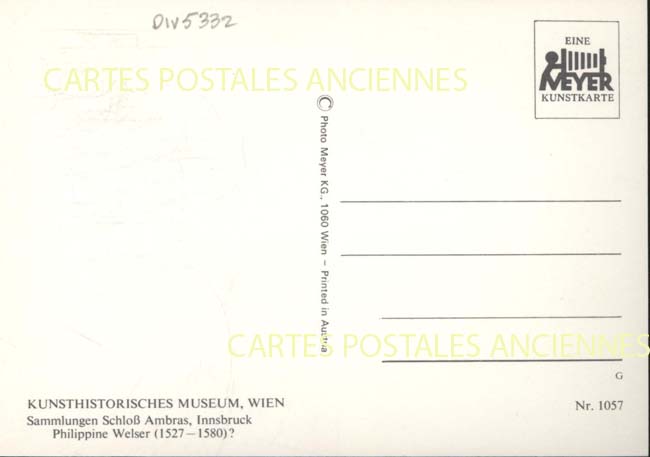 Div5332
EINE
MEYER
KUNSTKARTE
CARTES POSTALES ANCIENNES
© Photo Meyer KG., 1060 Wien – Printed in Austria
CARTES POSTALES ANCIENNES
G
KUNSTHISTORISCHES MUSEUM, WIEN
Nr. 1057
Sammlungen Schloß Ambras, Innsbruck
Philippine Welser (1527–1580)?